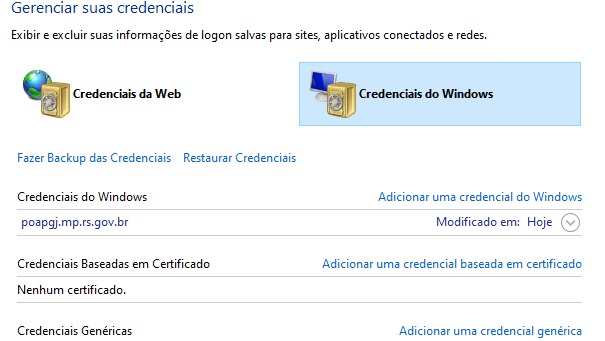 Gerenciar suas credenciais
Exibir e excluir suas informações de logon salvas para sites, aplicativos conectados e redes.
Credenciais da Web
Credenciais do Windows
Fazer Backup das Credenciais Restaurar Credenciais
Credenciais do Windows Adicionar uma credencial do Windows
poapgj.mp.rs.gov.br Modificado em: Hoje
Credenciais Baseadas em Certificado Adicionar uma credencial baseada em certificado
Nenhum certificado.
Credenciais Genéricas Adicionar uma credencial genérica